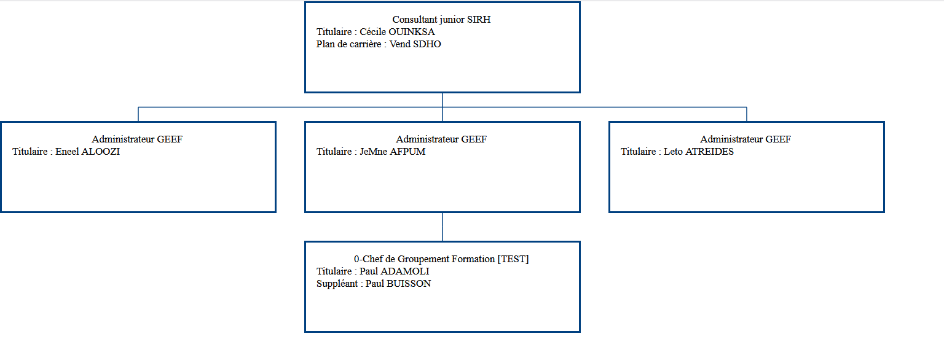 Consultant junior SIRH
Titulaire : Cécile OUINKSA
Plan de carrière : Vend SDHO
Administrateur GEEF
Titulaire : Eneel ALOOZI
Administrateur GEEF
Titulaire : JeMne AFPUM
Administrateur GEEF
Titulaire : Leto ATREIDES
0-Chef de Groupement Formation [TEST]
Titulaire : Paul ADAMOLI
Suppléant : Paul BUISSON